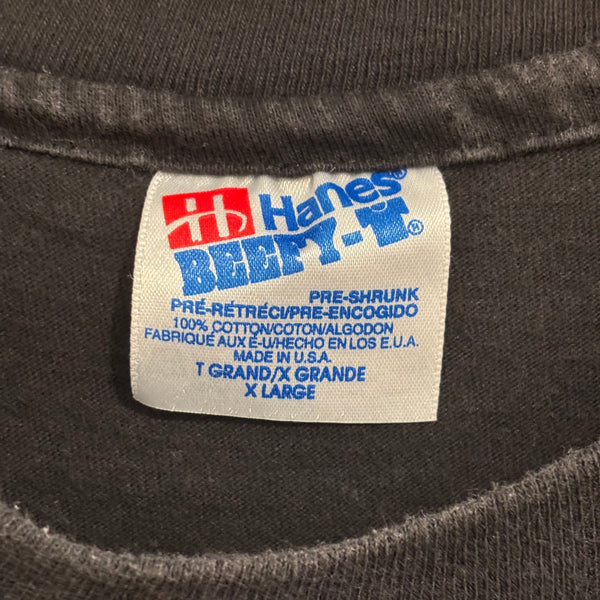 Hanes®
BEEFY-T®
PRE-SHRUNK
PRÉ-RÉTRÉCI/PRE-ENCOGIDO
100% COTTON/COTON/ALGODON
FABRIQUÉ AUX É-U/HECHO EN LOS E.U.A.
MADE IN U.S.A.
T GRAND/X GRANDE
X LARGE